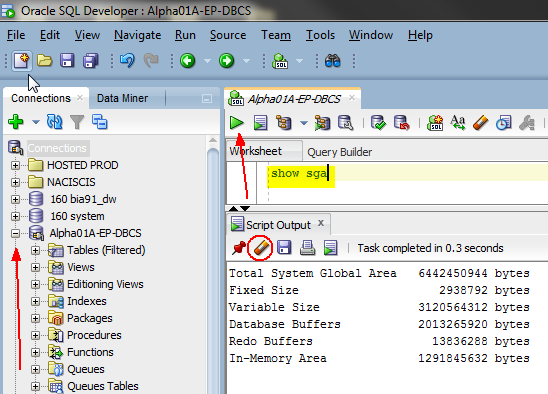 Oracle SQL Developer : Alpha01A-EP-DBCS
File Edit View Navigate Run Source Team Tools Window Help
Connections
Data Miner
Connections
HOSTED PROD
NACISCIS
160 bia91_dw
160 system
Alpha01A-EP-DBCS
Tables (Filtered)
Views
Editioning Views
Indexes
Packages
Procedures
Functions
Queues
Queues Tables
Alpha01A-EP-DBCS
SQL
Aa
Worksheet Query Builder
show sga
Script Output x
Task completed in 0.3 seconds
Total System Global Area 6442450944 bytes
Fixed Size 2938792 bytes
Variable Size 3120564312 bytes
Database Buffers 2013265920 bytes
Redo Buffers 13836288 bytes
In-Memory Area 1291845632 bytes